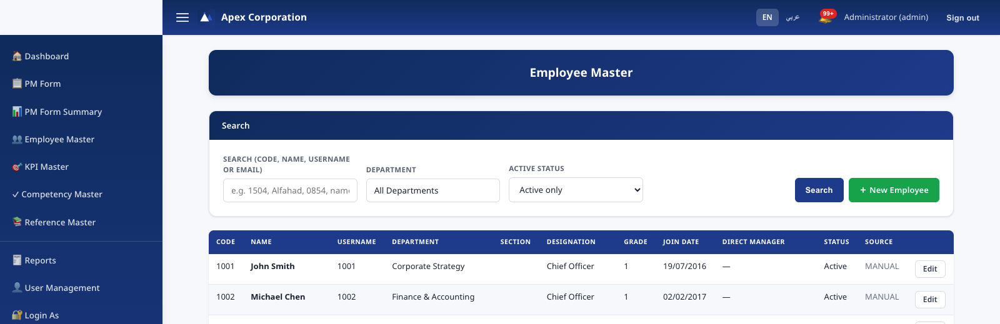 Apex Corporation
EN
عربي
99+
Administrator (admin)
Sign out
Dashboard
PM Form
PM Form Summary
Employee Master
KPI Master
✓ Competency Master
Reference Master
Reports
User Management
Login As
Employee Master
Search
SEARCH (CODE, NAME, USERNAME
OR EMAIL)
DEPARTMENT
ACTIVE STATUS
e.g. 1504, Alfahad, 0854, nam
All Departments
Active only
Search
+ New Employee
CODE NAME USERNAME DEPARTMENT SECTION DESIGNATION GRADE JOIN DATE DIRECT MANAGER STATUS SOURCE
1001 John Smith 1001 Corporate Strategy Chief Officer 1 19/07/2016 — Active MANUAL Edit
1002 Michael Chen 1002 Finance & Accounting Chief Officer 1 02/02/2017 — Active MANUAL Edit